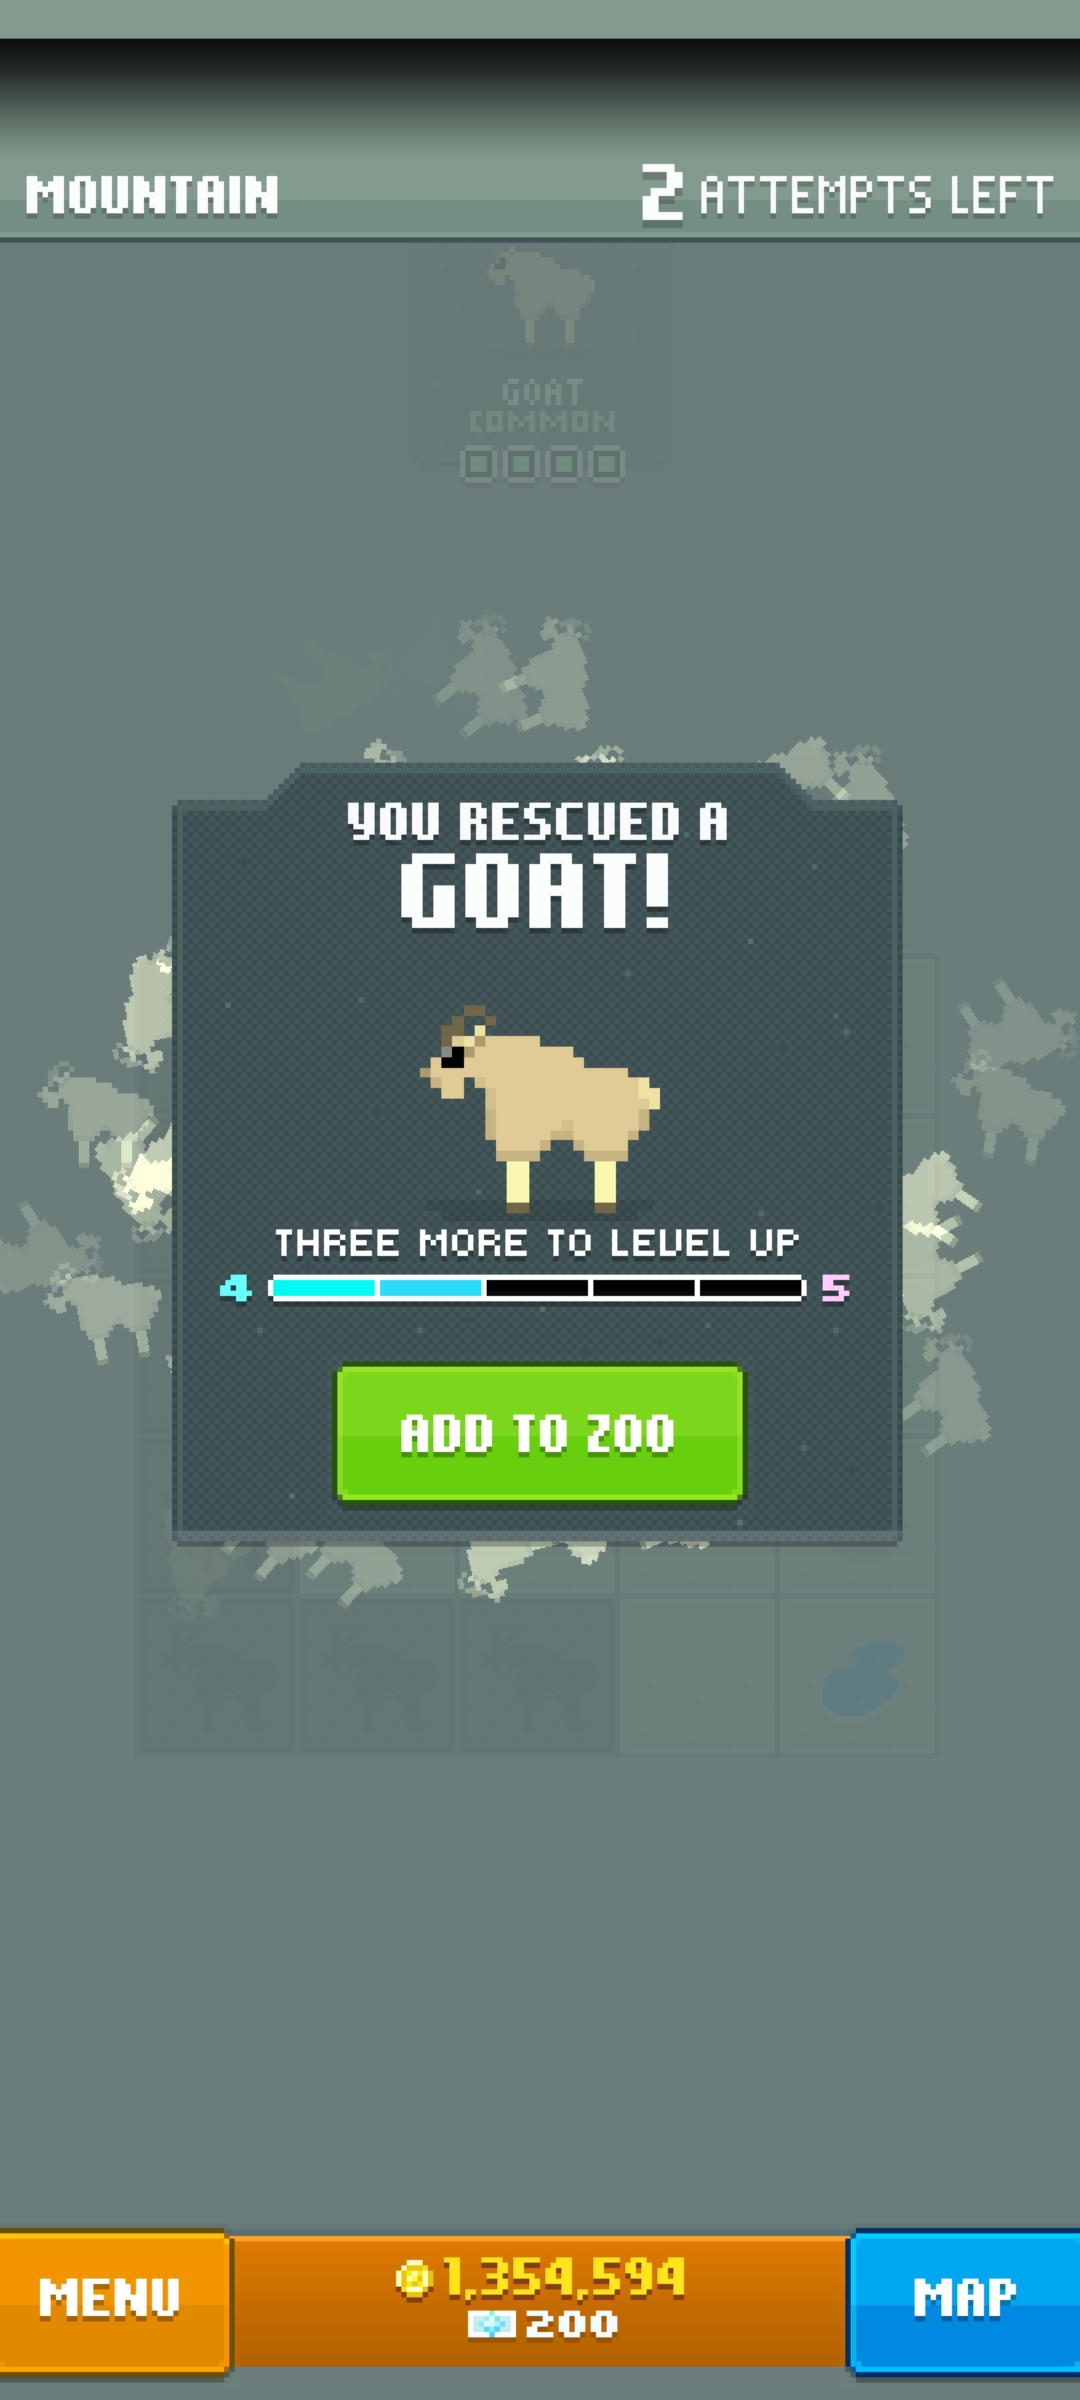 MOUNTAIN
2 ATTEMPTS LEFT
GOAT
COMMON
YOU RESCUED A
GOAT!
THREE MORE TO LEVEL UP
4 5
ADD TO ZOO
MENU
1,354,594
200
MAP